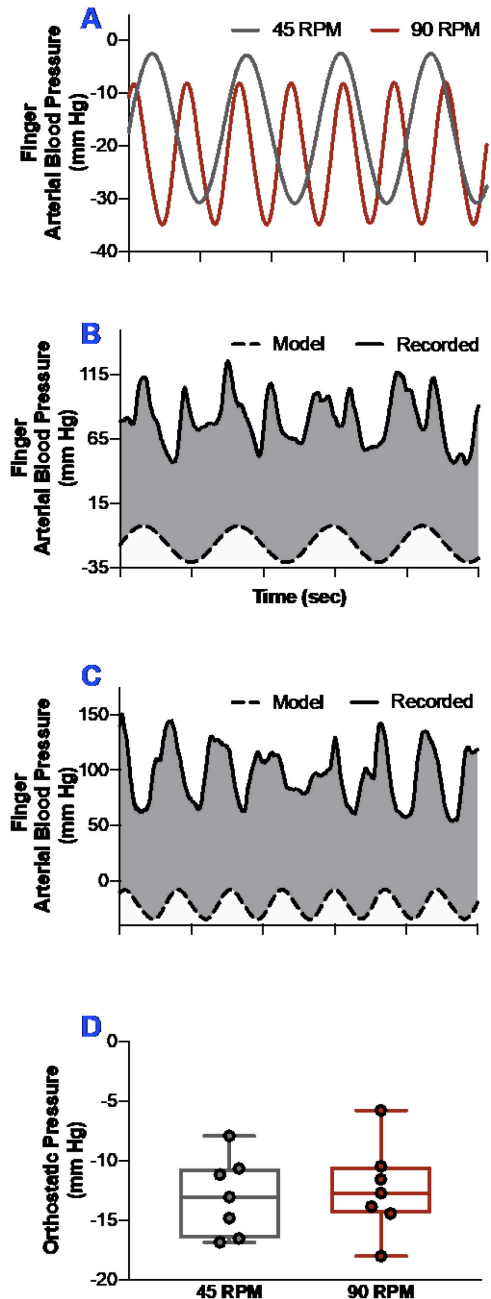 A
45 RPM
90 RPM
Finger
Arterial Blood Pressure
(mm Hg)
0
-10
-20
-30
-40
B
Model
Recorded
Finger
Arterial Blood Pressure
(mm Hg)
115
65
15
-35
Time (sec)
C
Model
Recorded
Finger
Arterial Blood Pressure
(mm Hg)
150
100
50
0
D
Orthostatic Pressure
(mm Hg)
0
-5
-10
-15
-20
45 RPM
90 RPM